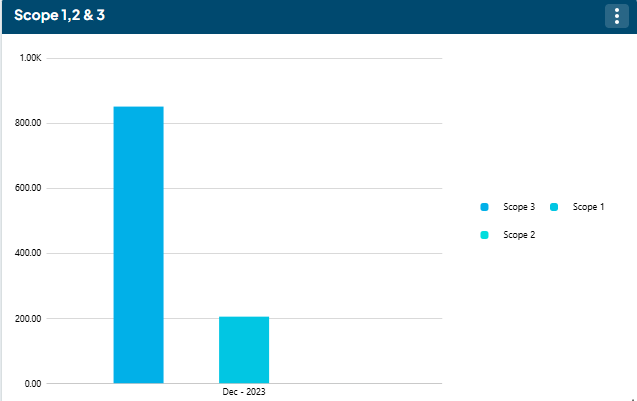 Scope 1,2 & 3
1.00K
800.00
600.00
400.00
200.00
0.00
Dec - 2023
Scope 3
Scope 1
Scope 2